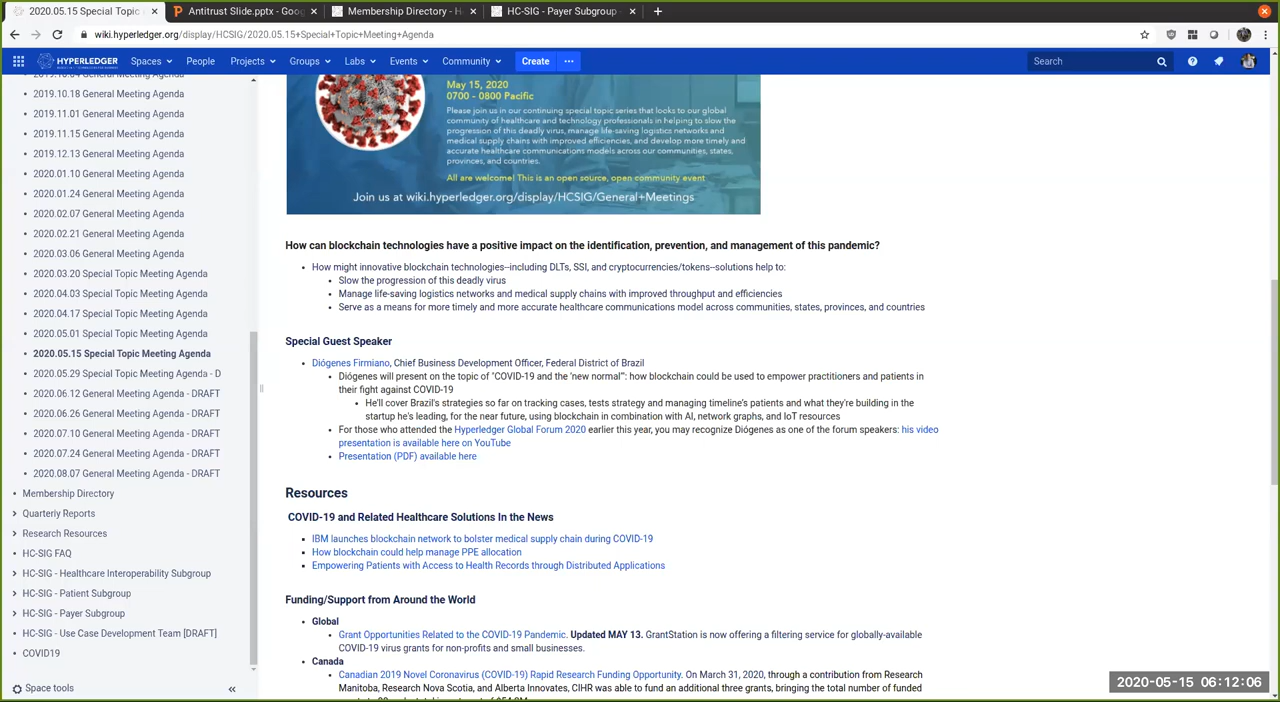 2020.05.15 Special Topic M
Antitrust Slide.pptx - Goog
Membership Directory - H
HC-SIG - Payer Subgroup -
wiki.hyperledger.org/display/HCSIG/2020.05.15+Special+Topic+Meeting+Agenda
HYPERLEDGER Spaces People Projects Groups Labs Events Community Create ··· Search
2019.10.18 General Meeting Agenda
2019.11.01 General Meeting Agenda
2019.11.15 General Meeting Agenda
2019.12.13 General Meeting Agenda
2020.01.10 General Meeting Agenda
2020.01.24 General Meeting Agenda
2020.02.07 General Meeting Agenda
2020.02.21 General Meeting Agenda
2020.03.06 General Meeting Agenda
2020.03.20 Special Topic Meeting Agenda
2020.04.03 Special Topic Meeting Agenda
2020.04.17 Special Topic Meeting Agenda
2020.05.01 Special Topic Meeting Agenda
2020.05.15 Special Topic Meeting Agenda
2020.05.29 Special Topic Meeting Agenda - D
2020.06.12 General Meeting Agenda - DRAFT
2020.06.26 General Meeting Agenda - DRAFT
2020.07.10 General Meeting Agenda - DRAFT
2020.07.24 General Meeting Agenda - DRAFT
2020.08.07 General Meeting Agenda - DRAFT
Membership Directory
Quarterly Reports
Research Resources
HC-SIG FAQ
HC-SIG - Healthcare Interoperability Subgroup
HC-SIG - Patient Subgroup
HC-SIG - Payer Subgroup
HC-SIG - Use Case Development Team [DRAFT]
COVID19
Space tools
May 15, 2020
0700 - 0800 Pacific
Please join us in our continuing special topic series that looks to our global
community of healthcare and technology professionals in helping to slow the
progression of this deadly virus, manage life-saving logistics networks and
medical supply chains with improved efficiencies, and develop more timely and
accurate healthcare communications models across our communities, states,
provinces, and countries.
All are welcome! This is an open source, open community event
Join us at wiki.hyperledger.org/display/HCSIG/General+Meetings
How can blockchain technologies have a positive impact on the identification, prevention, and management of this pandemic?
How might innovative blockchain technologies--including DLTs, SSI, and cryptocurrencies/tokens--solutions help to:
Slow the progression of this deadly virus
Manage life-saving logistics networks and medical supply chains with improved throughput and efficiencies
Serve as a means for more timely and more accurate healthcare communications model across communities, states, provinces, and countries
Special Guest Speaker
Diógenes Firmiano, Chief Business Development Officer, Federal District of Brazil
Diógenes will present on the topic of "COVID-19 and the 'new normal'": how blockchain could be used to empower practitioners and patients in
their fight against COVID-19
He'll cover Brazil's strategies so far on tracking cases, tests strategy and managing timeline's patients and what they're building in the
startup he's leading, for the near future, using blockchain in combination with AI, network graphs, and IoT resources
For those who attended the Hyperledger Global Forum 2020 earlier this year, you may recognize Diógenes as one of the forum speakers: his video
presentation is available here on YouTube
Presentation (PDF) available here
Resources
COVID-19 and Related Healthcare Solutions In the News
IBM launches blockchain network to bolster medical supply chain during COVID-19
How blockchain could help manage PPE allocation
Empowering Patients with Access to Health Records through Distributed Applications
Funding/Support from Around the World
Global
Grant Opportunities Related to the COVID-19 Pandemic. Updated MAY 13. GrantStation is now offering a filtering service for globally-available
COVID-19 virus grants for non-profits and small businesses.
Canada
Canadian 2019 Novel Coronavirus (COVID-19) Rapid Research Funding Opportunity. On March 31, 2020, through a contribution from Research
Manitoba, Research Nova Scotia, and Alberta Innovates, CIHR was able to fund an additional three grants, bringing the total number of funded
2020-05-15 06:12:06